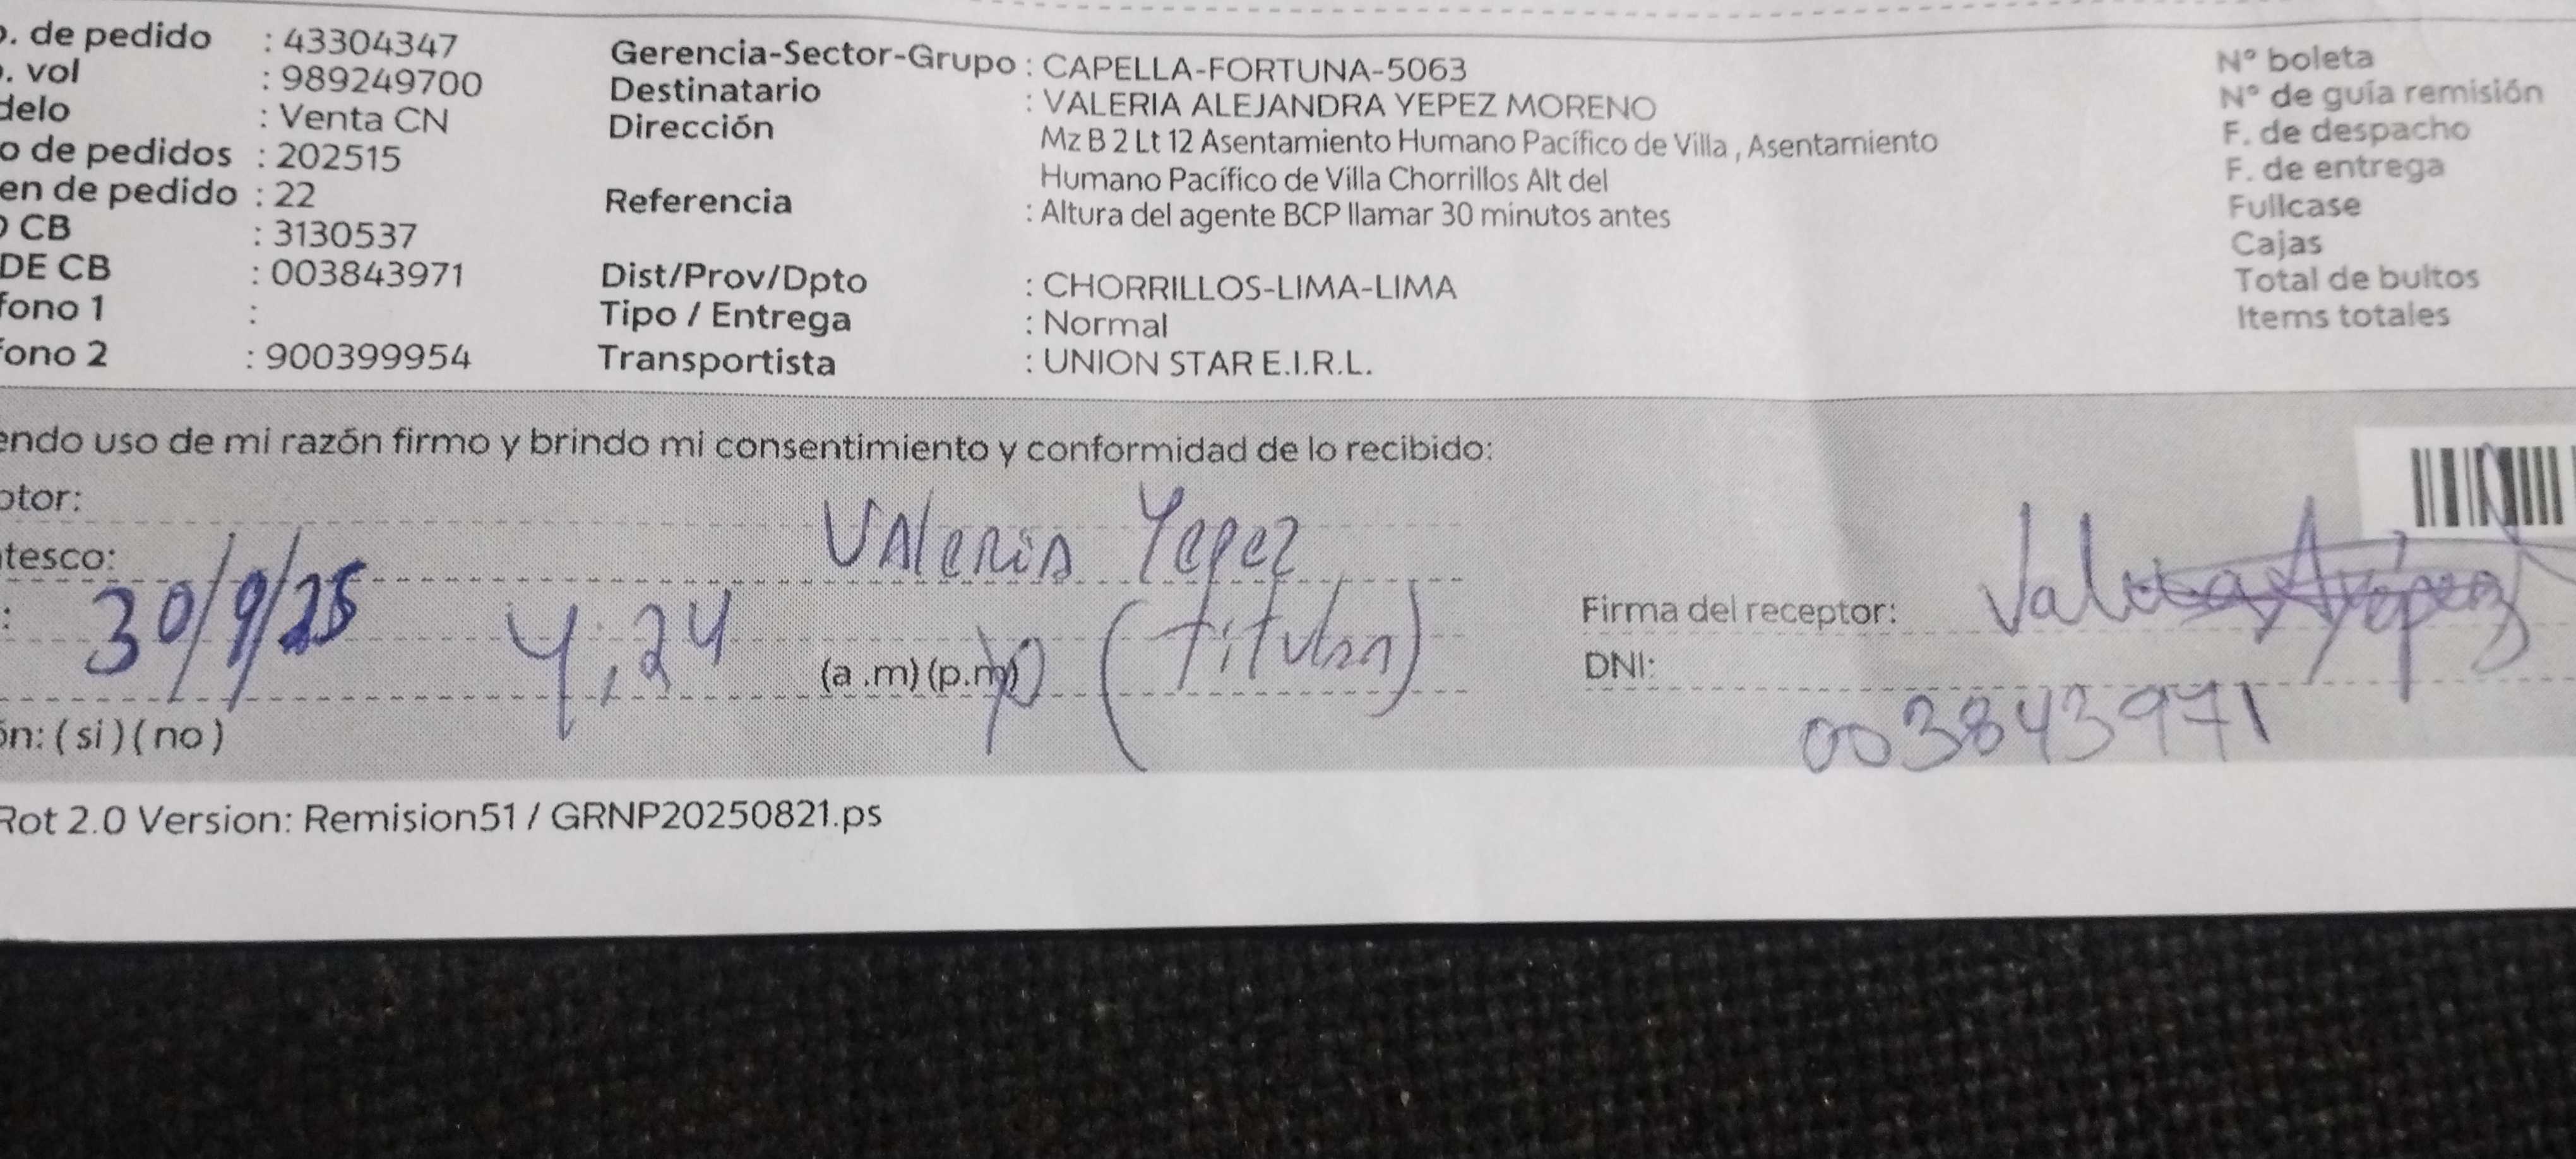 o. de pedido : 43304347
. vol : 989249700
delo : Venta CN
o de pedidos : 202515
en de pedido : 22
O CB : 3130537
DE CB : 003843971
fono 1 :
fono 2 : 900399954
Gerencia-Sector-Grupo : CAPELLA-FORTUNA-5063
Destinatario : VALERIA ALEJANDRA YEPEZ MORENO
Dirección Mz B 2 Lt 12 Asentamiento Humano Pacífico de Villa , Asentamiento
Humano Pacífico de Villa Chorrillos Alt del
Referencia : Altura del agente BCP llamar 30 minutos antes
Dist/Prov/Dpto : CHORRILLOS-LIMA-LIMA
Tipo / Entrega : Normal
Transportista : UNION STAR E.I.R.L.
N° boleta
N° de guía remisión
F. de despacho
F. de entrega
Fullcase
Cajas
Total de bultos
Items totales
endo uso de mi razón firmo y brindo mi consentimiento y conformidad de lo recibido:
ptor:
Valeria Yepez
tesco:
: 30/9/25 4,24 (a .m) (p.m) (titular)
Firma del receptor: Valeria Yépez
DNI: 003843971
ón: ( si ) ( no )
Rot 2.0 Version: Remision51 / GRNP20250821.ps